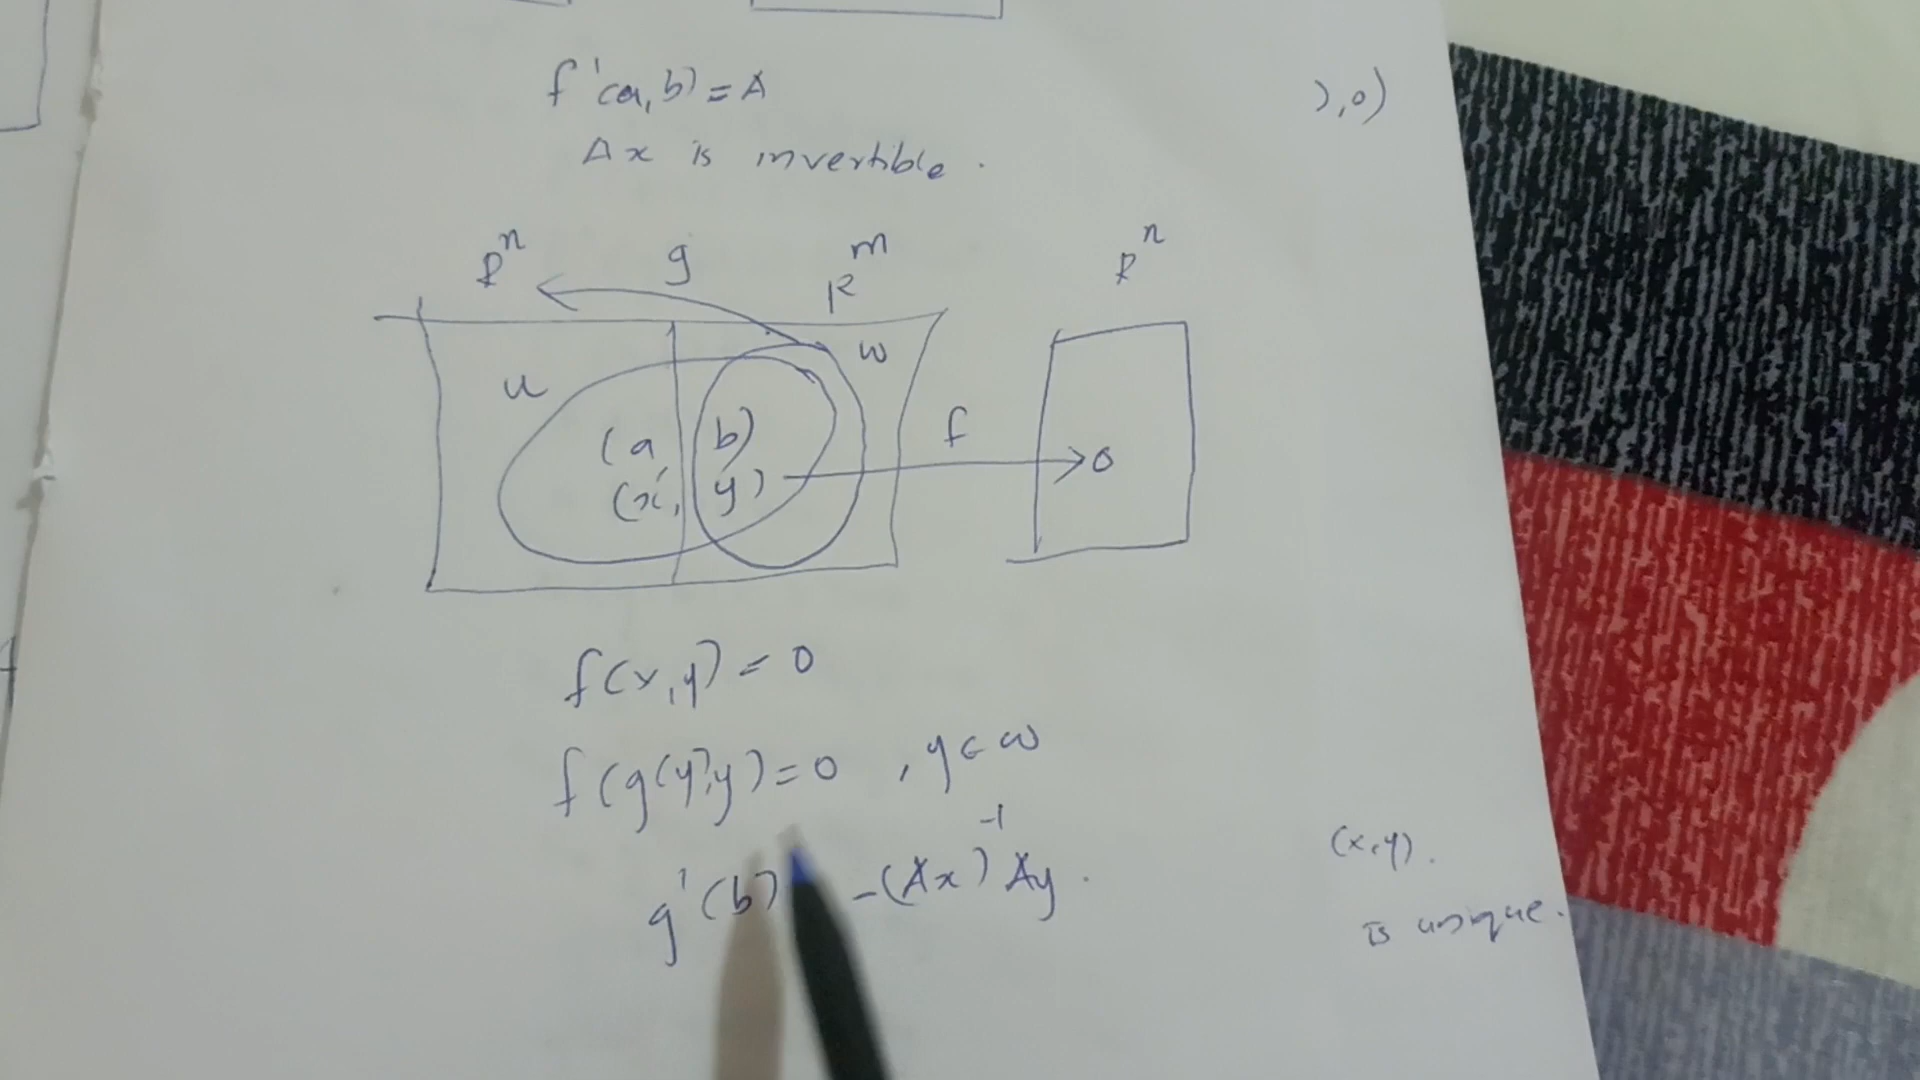 f'(a,b) = A
),0)
Ax is invertible.
R^n g R^m R^n
u w
(a b) f
(x, y) 0
f(x,y) = 0
f(g(y),y) = 0 , y ∈ w
g'(b) -(Ax)^-1 Ay.
(x,y).
is unique.